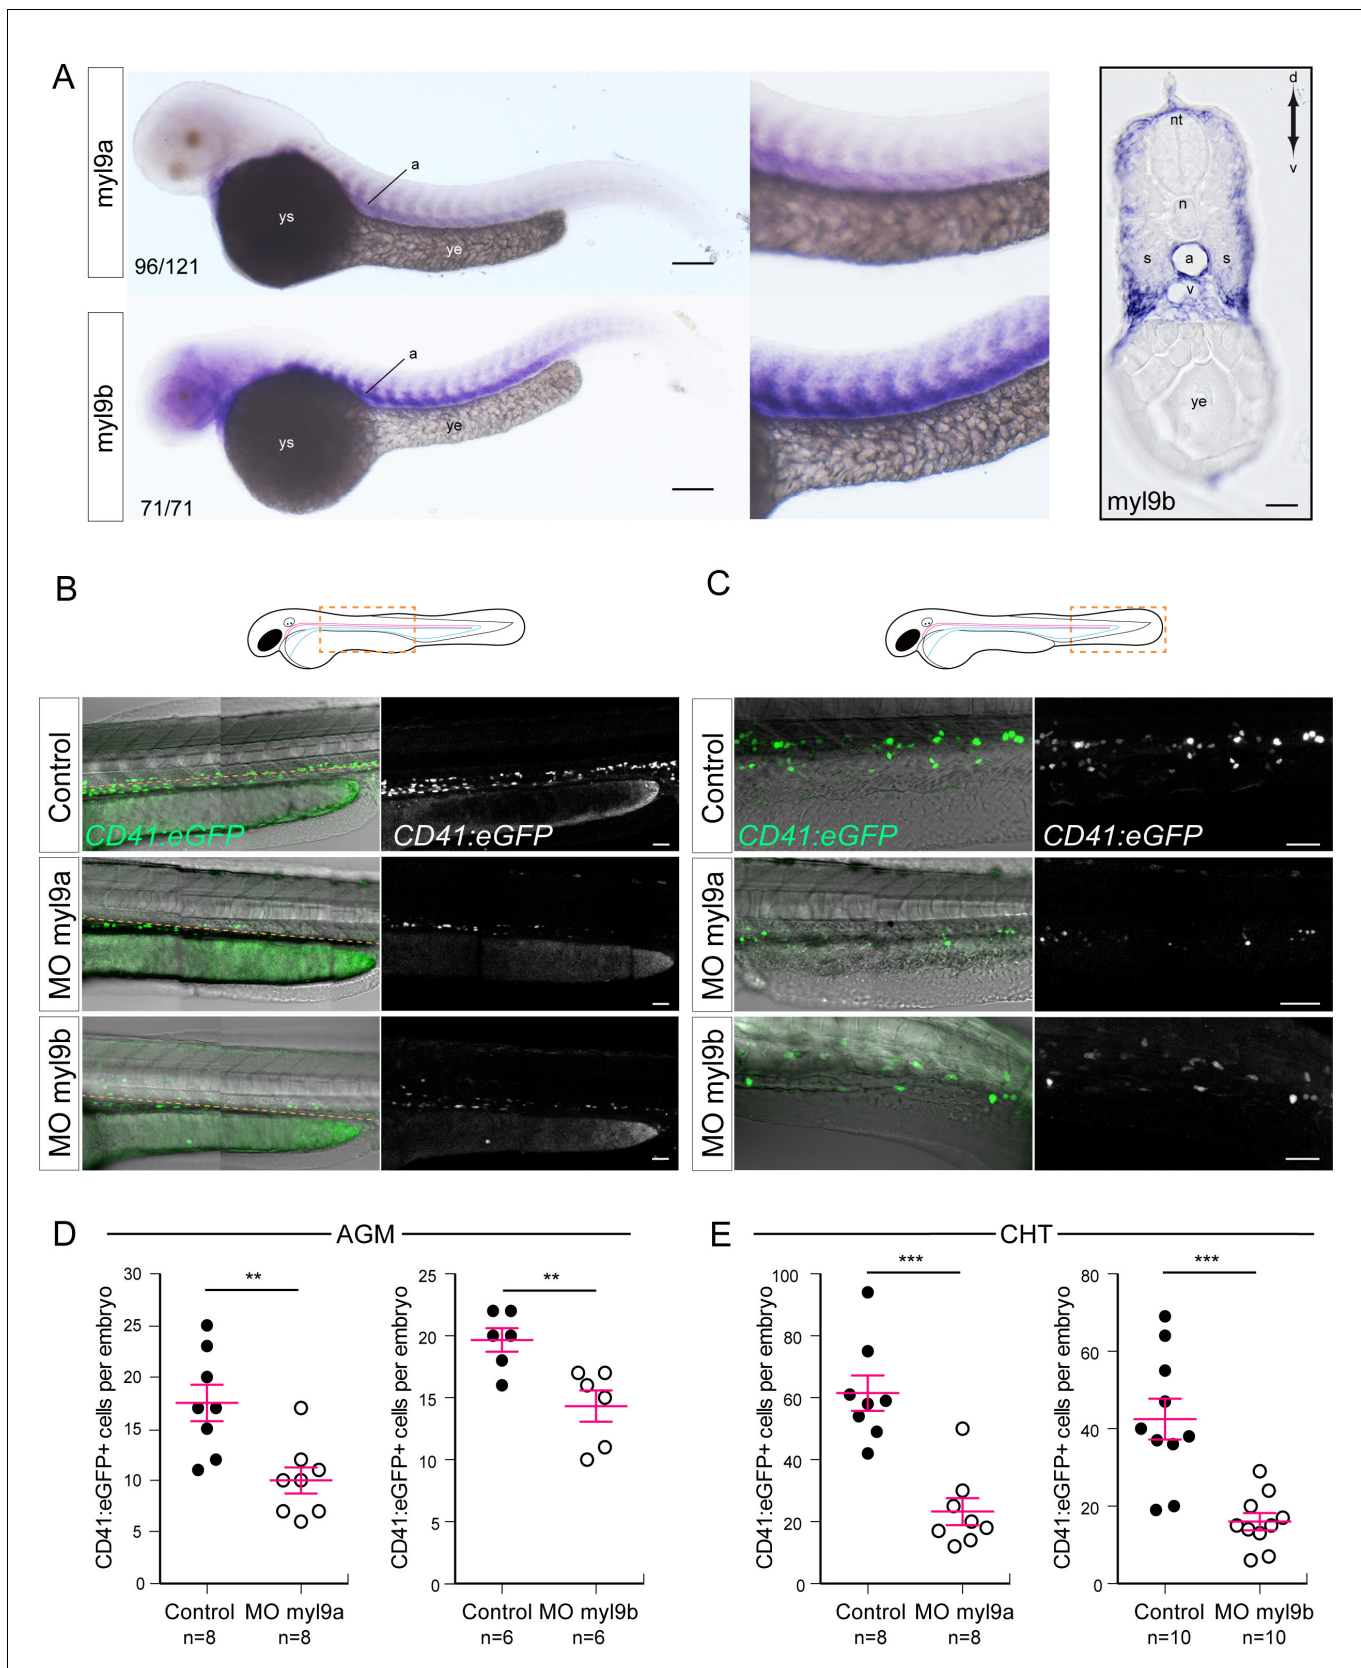 A
myl9a
a
ys
ye
96/121
myl9b
a
ys
ye
71/71
d
v
nt
n
s
a
s
v
ye
myl9b
B
C
Control
CD41:eGFP
CD41:eGFP
MO myl9a
MO myl9b
Control
CD41:eGFP
CD41:eGFP
MO myl9a
MO myl9b
D
AGM
CD41:eGFP+ cells per embryo
30
25
20
15
10
5
0
**
Control
MO myl9a
n=8
n=8
CD41:eGFP+ cells per embryo
25
20
15
10
5
0
**
Control
MO myl9b
n=6
n=6
E
CHT
CD41:eGFP+ cells per embryo
100
80
60
40
20
0
***
Control
MO myl9a
n=8
n=8
CD41:eGFP+ cells per embryo
80
60
40
20
0
***
Control
MO myl9b
n=10
n=10